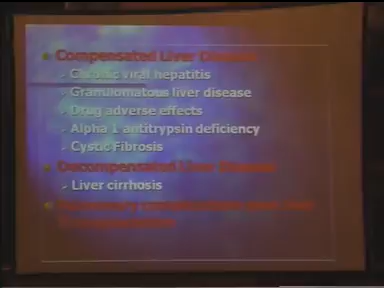 Compensated Liver Disease
Chronic viral hepatitis
Granulomatous liver disease
Drug adverse effects
Alpha 1 antitrypsin deficiency
Cystic Fibrosis
Decompensated Liver Disease
Liver cirrhosis